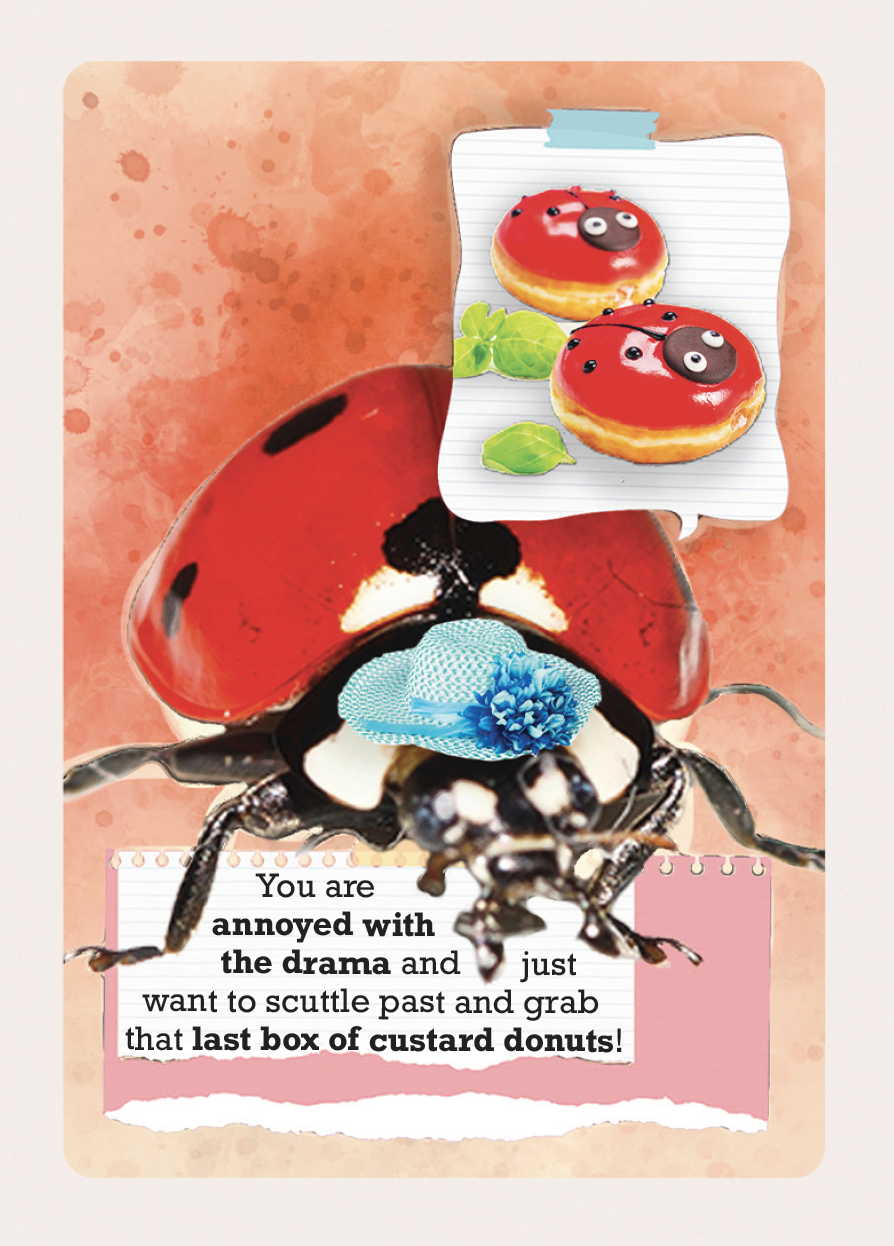 You are
annoyed with
the drama and just
want to scuttle past and grab
that last box of custard donuts!